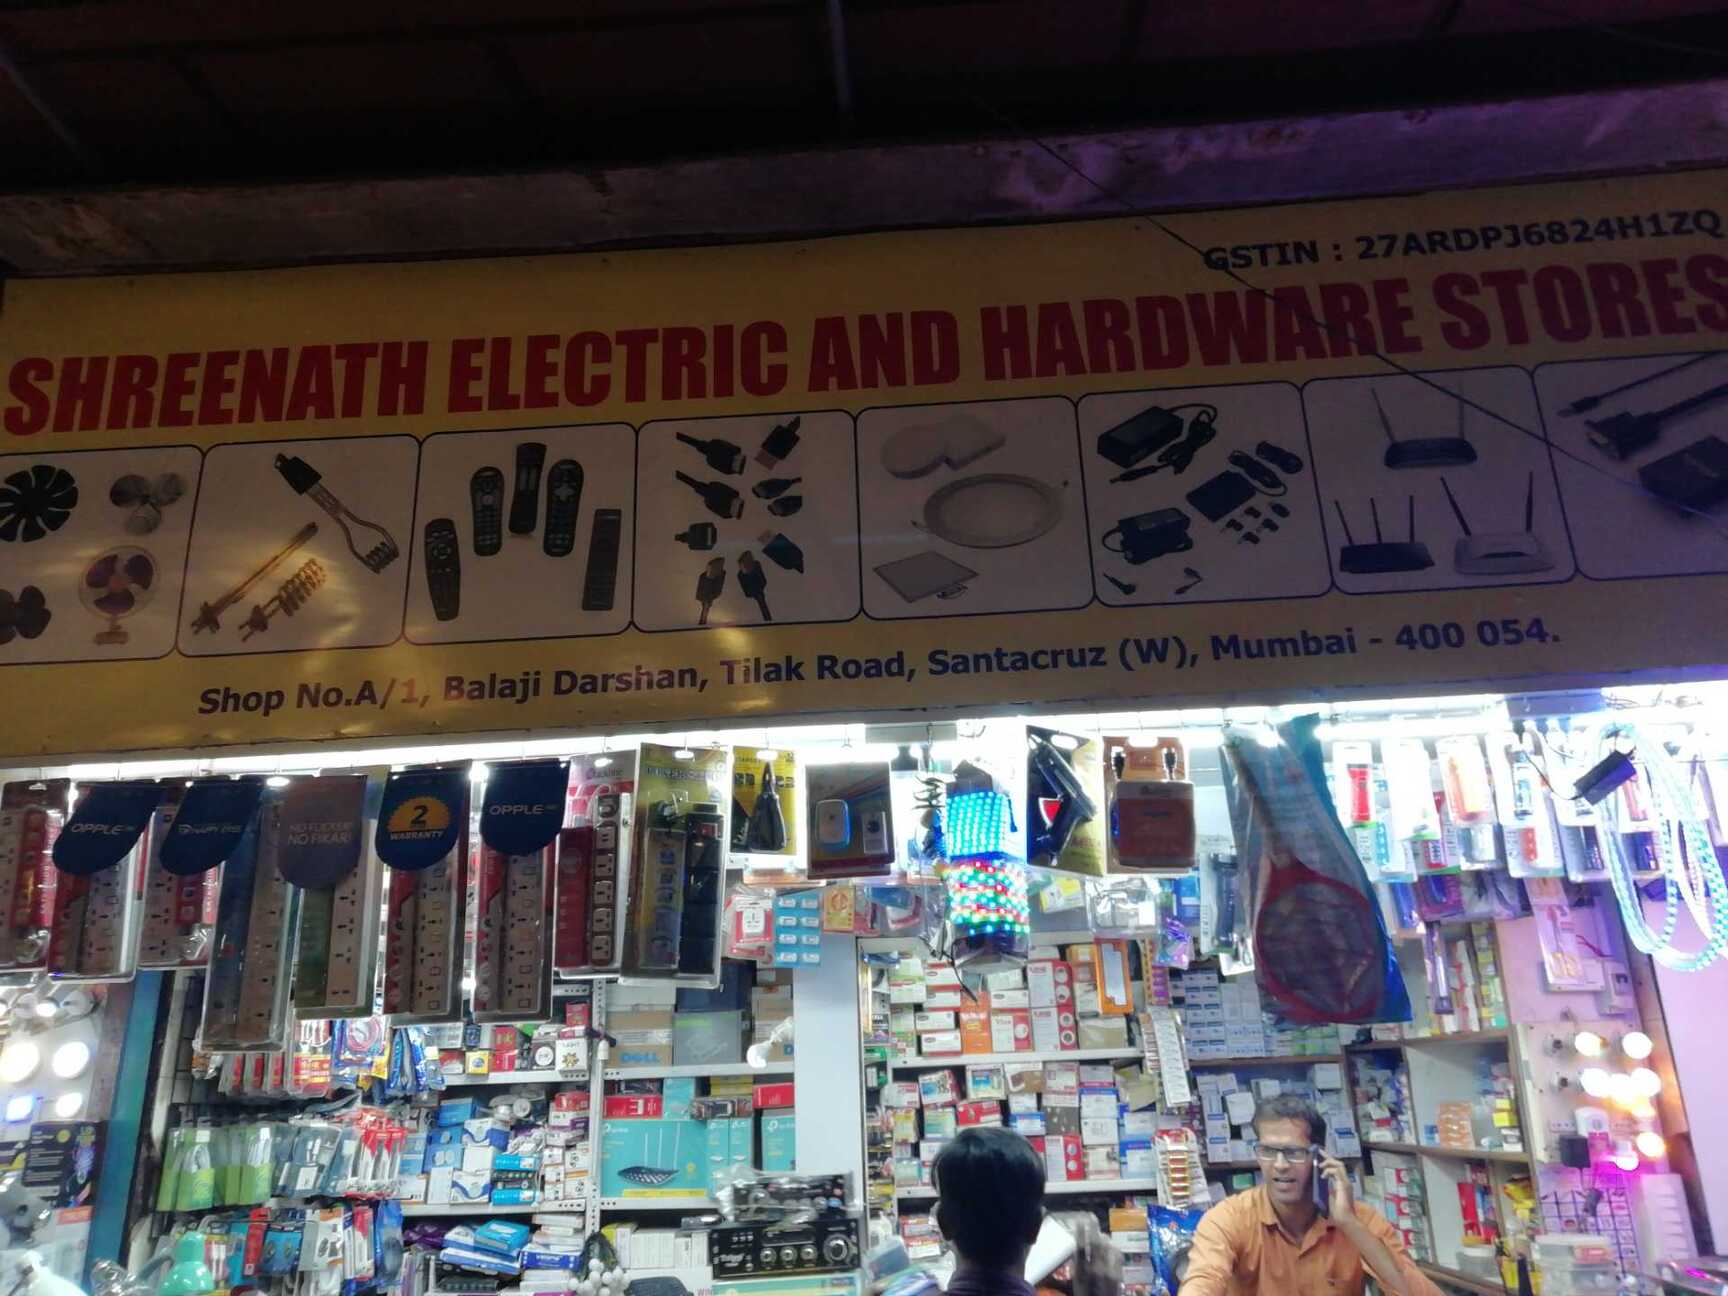 GSTIN : 27ARDPJ6824H1ZQ
SHREENATH ELECTRIC AND HARDWARE STORES
Shop No.A/1, Balaji Darshan, Tilak Road, Santacruz (W), Mumbai - 400 054.
OPPLE
NO FLICKER!
NO FIKAR!
2
WARRANTY
OPPLE
DELL